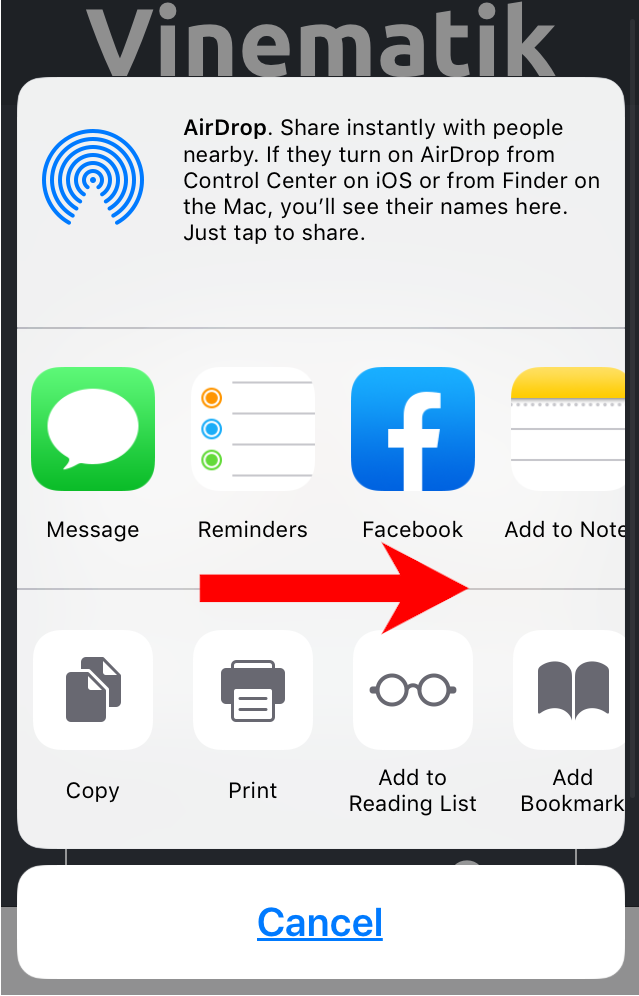 Vinematik
AirDrop. Share instantly with people
nearby. If they turn on AirDrop from
Control Center on iOS or from Finder on
the Mac, you’ll see their names here.
Just tap to share.
Message
Reminders
Facebook
Add to Note
Copy
Print
Add to
Reading List
Add
Bookmark
Cancel